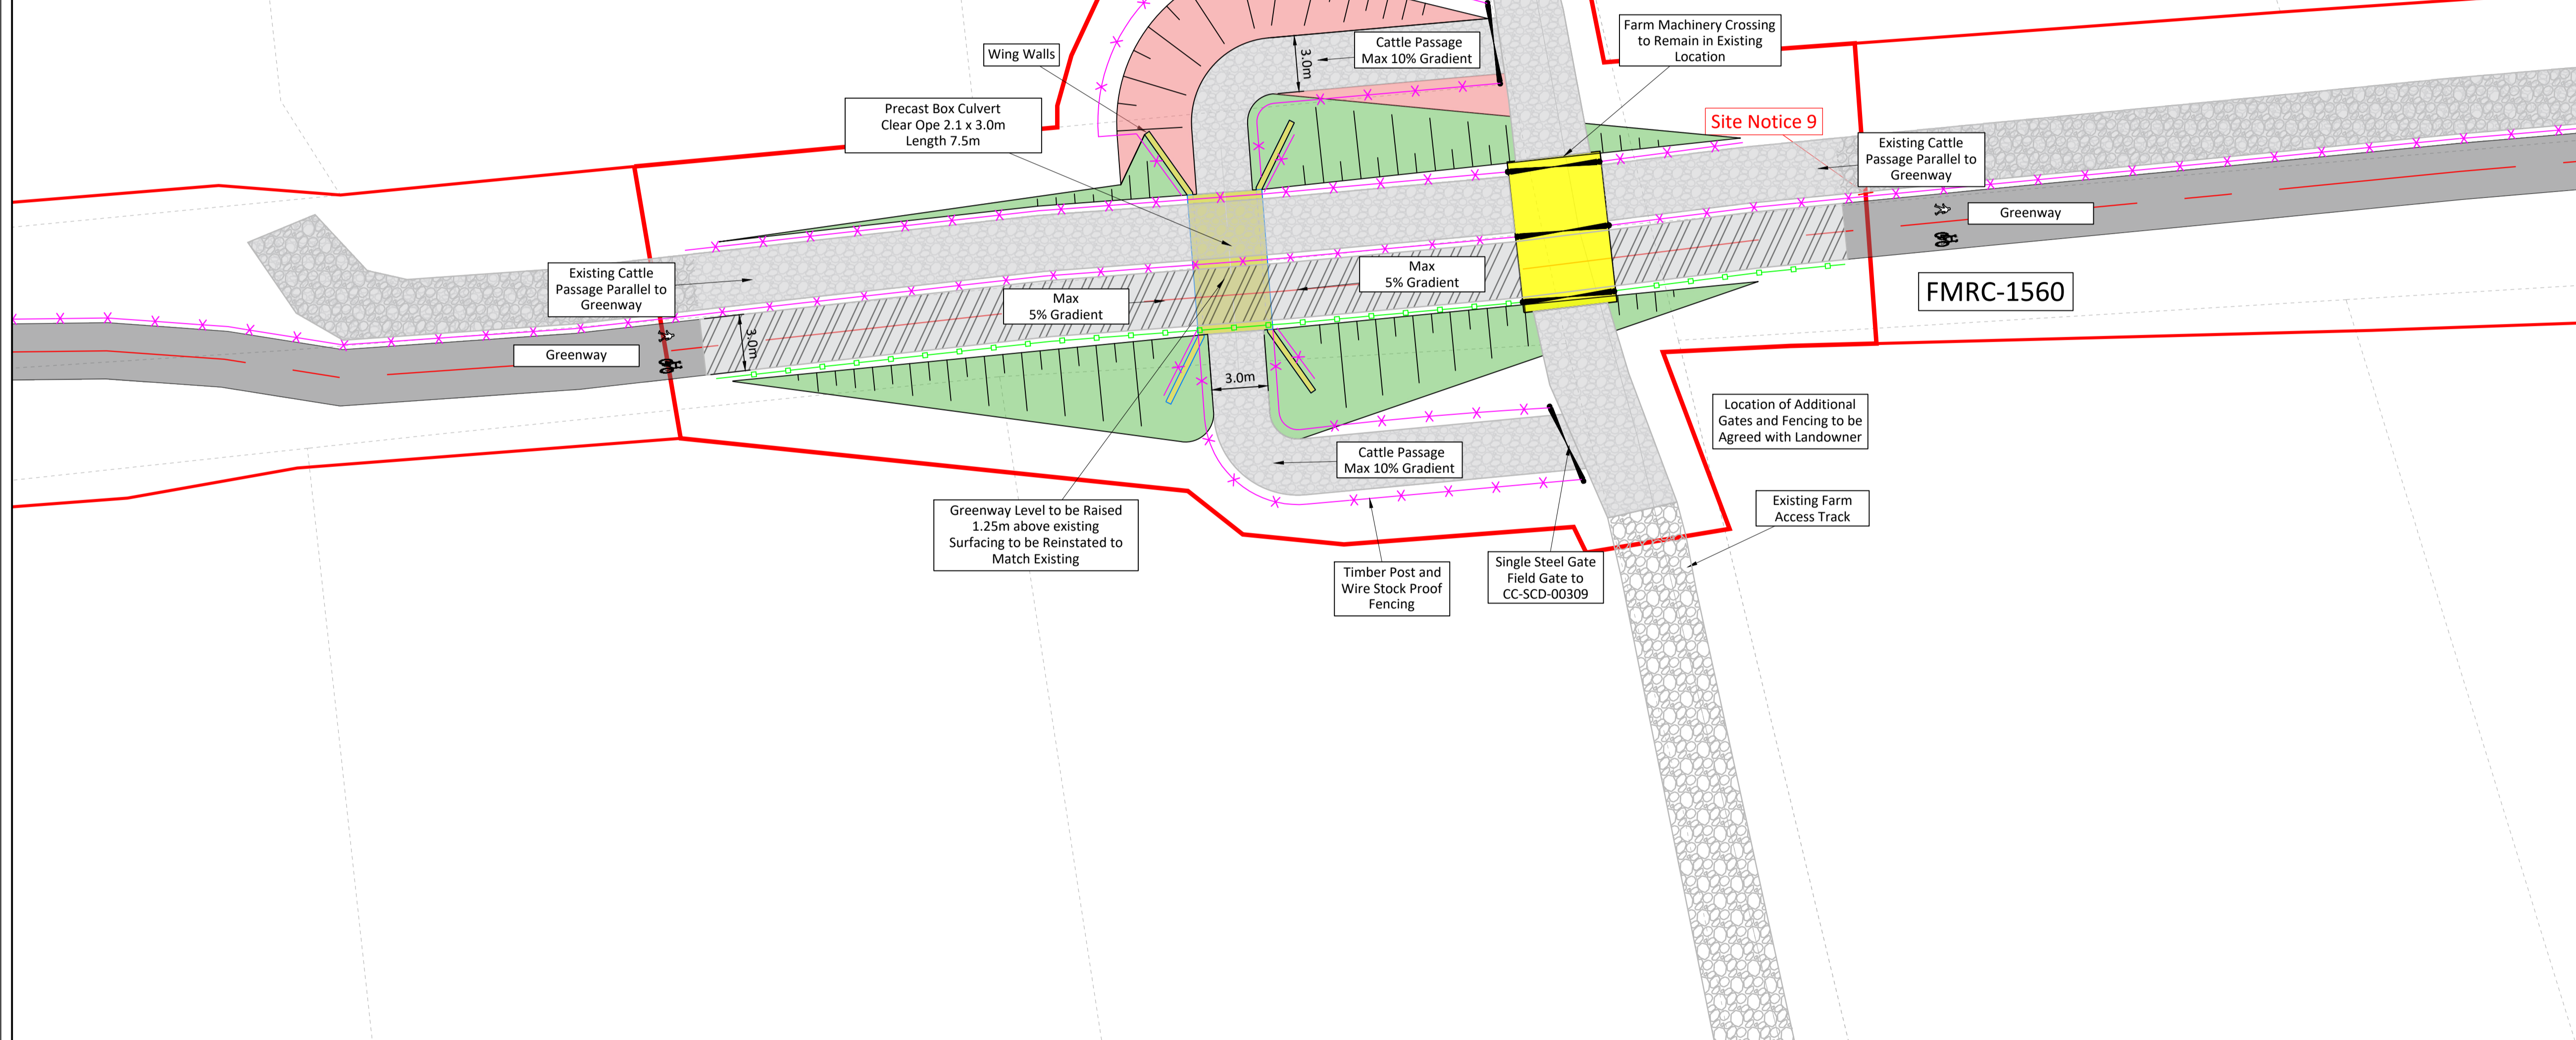 Wing Walls
Cattle Passage
Max 10% Gradient
3.0m
Farm Machinery Crossing
to Remain in Existing
Location
Precast Box Culvert
Clear Ope 2.1 x 3.0m
Length 7.5m
Site Notice 9
Existing Cattle
Passage Parallel to
Greenway
Greenway
FMRC-1560
Existing Cattle
Passage Parallel to
Greenway
Max
5% Gradient
Max
5% Gradient
Greenway
3.0m
3.0m
Location of Additional
Gates and Fencing to be
Agreed with Landowner
Cattle Passage
Max 10% Gradient
Existing Farm
Access Track
Greenway Level to be Raised
1.25m above existing
Surfacing to be Reinstated to
Match Existing
Timber Post and
Wire Stock Proof
Fencing
Single Steel Gate
Field Gate to
CC-SCD-00309